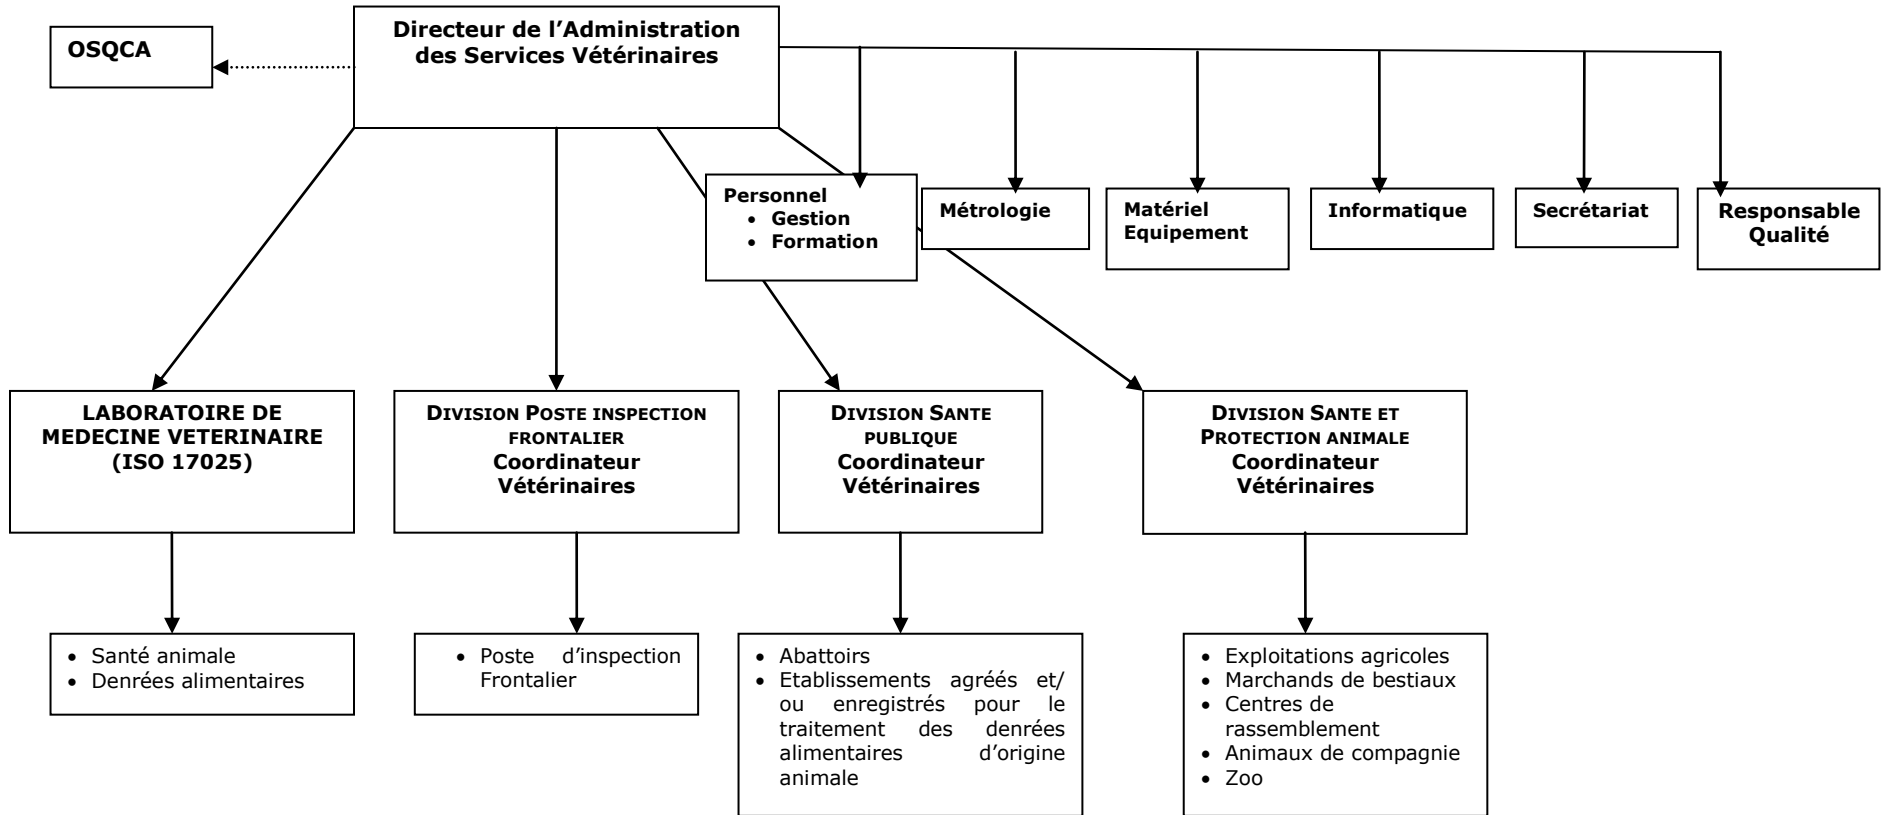 Directeur de l'Administration
des Services Vétérinaires
OSQCA
Personnel
• Gestion
• Formation
Métrologie
Matériel
Equipement
Informatique
Secrétariat
Responsable
Qualité
LABORATOIRE DE
MEDECINE VETERINAIRE
(ISO 17025)
DIVISION POSTE INSPECTION
FRONTALIER
Coordinateur
Vétérinaires
DIVISION SANTE
PUBLIQUE
Coordinateur
Vétérinaires
DIVISION SANTE ET
PROTECTION ANIMALE
Coordinateur
Vétérinaires
• Santé animale
• Denrées alimentaires
• Poste d'inspection
Frontalier
• Abattoirs
• Etablissements agréés et/
ou enregistrés pour le
traitement des denrées
alimentaires d'origine
animale
• Exploitations agricoles
• Marchands de bestiaux
• Centres de
rassemblement
• Animaux de compagnie
• Zoo